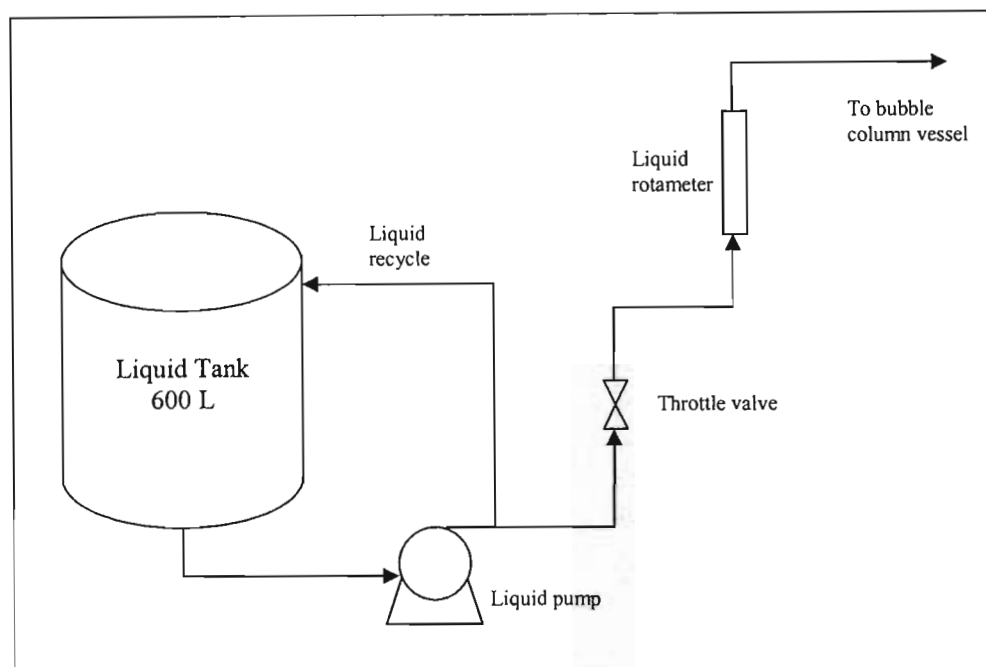 To bubble
column vessel
Liquid
rotameter
Liquid
recycle
Liquid Tank
600 L
Throttle valve
Liquid pump